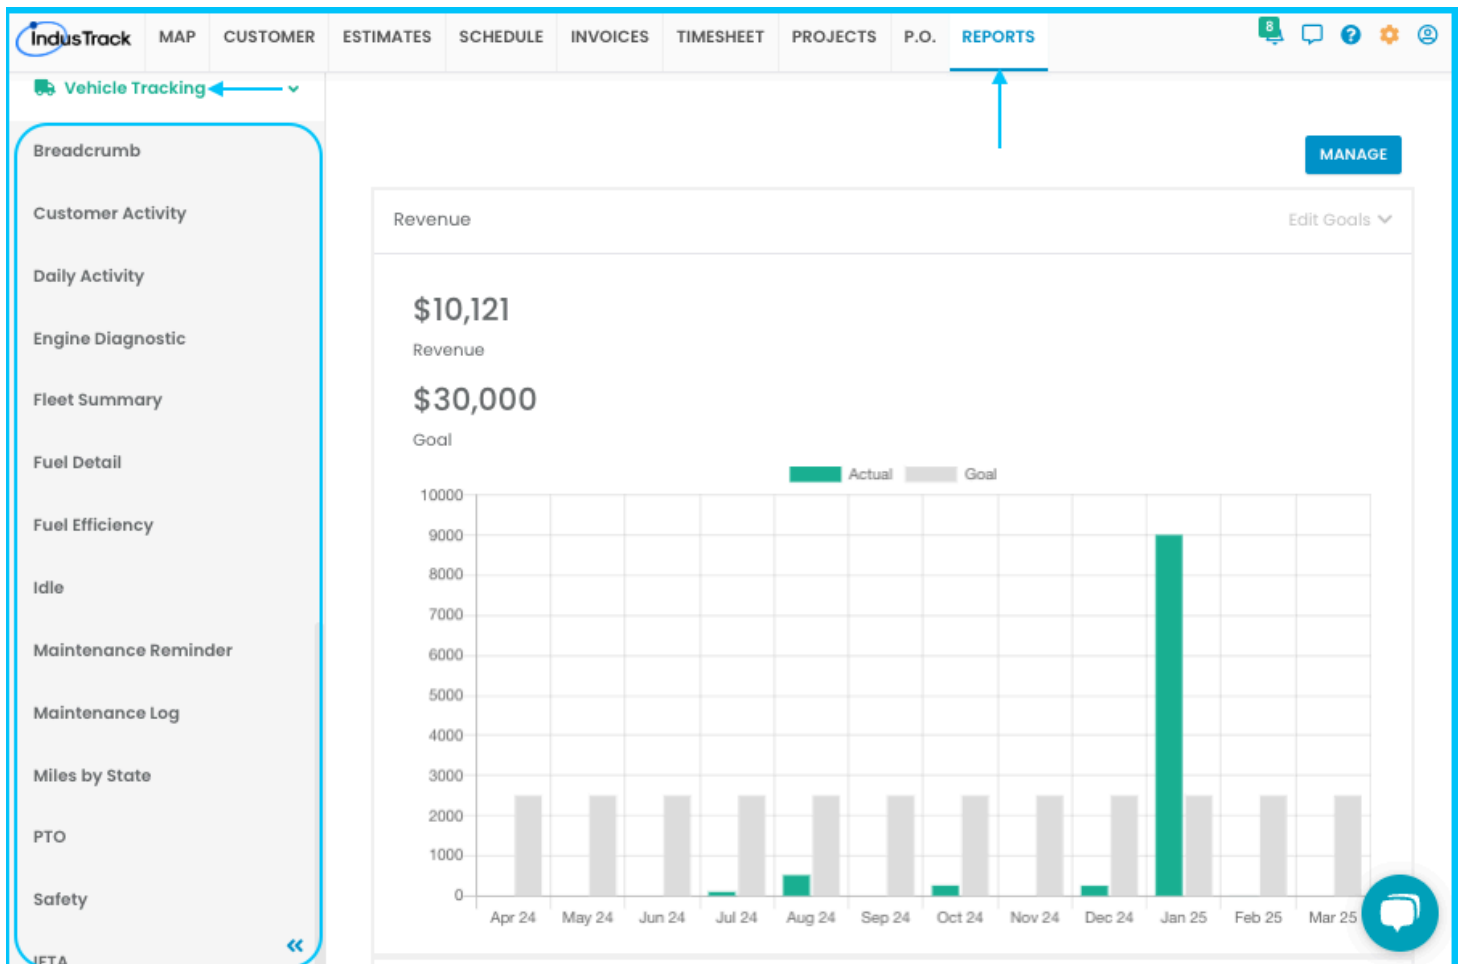 IndusTrack MAP CUSTOMER ESTIMATES SCHEDULE INVOICES TIMESHEET PROJECTS P.O. REPORTS 8
Vehicle Tracking
Breadcrumb
Customer Activity
Daily Activity
Engine Diagnostic
Fleet Summary
Fuel Detail
Fuel Efficiency
Idle
Maintenance Reminder
Maintenance Log
Miles by State
PTO
Safety
IFTA
MANAGE
Revenue Edit Goals
$10,121
Revenue
$30,000
Goal
Actual Goal
10000
9000
8000
7000
6000
5000
4000
3000
2000
1000
0
Apr 24 May 24 Jun 24 Jul 24 Aug 24 Sep 24 Oct 24 Nov 24 Dec 24 Jan 25 Feb 25 Mar 25